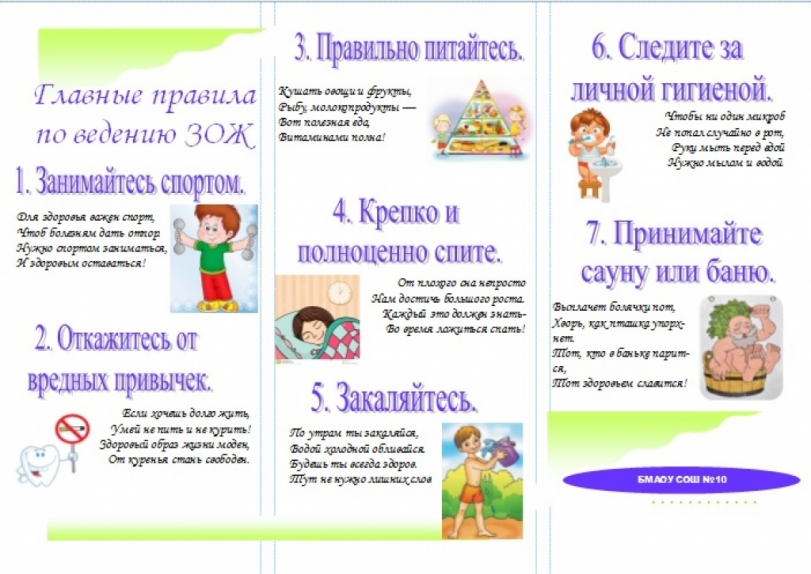 Главные правила
по ведению ЗОЖ
1. Занимайтесь спортом.
Для здоровья важен спорт,
Чтоб болезням дать отпор.
Нужно спортом заниматься,
И здоровым оставаться!
2. Откажитесь от
вредных привычек.
Если хочешь долго жить,
Умей не пить и не курить!
Здоровый образ жизни моден,
От куренья стань свободен.
3. Правильно питайтесь.
Кушать овощи и фрукты,
Рыбу, молокопродукты —
Вот полезная еда,
Витаминами полна!
4. Крепко и
полноценно спите.
От плохого сна непросто
Нам достичь большого роста.
Каждый это должен знать-
Во время ложиться спать!
5. Закаляйтесь.
По утрам ты закаляйся,
Водой холодной обливайся.
Будешь ты всегда здоров.
Тут не нужно лишних слов
6. Следите за
личной гигиеной.
Чтобы ни один микроб
Не попал случайно в рот,
Руки мыть перед едой
Нужно мылам и водой.
7. Принимайте
сауну или баню.
Выплачет болячки пот,
Хворь, как пташка упорх-
нет.
Тот, кто в баньке парит-
ся,
Тот здоровьем славится!
БМАОУ СОШ №10